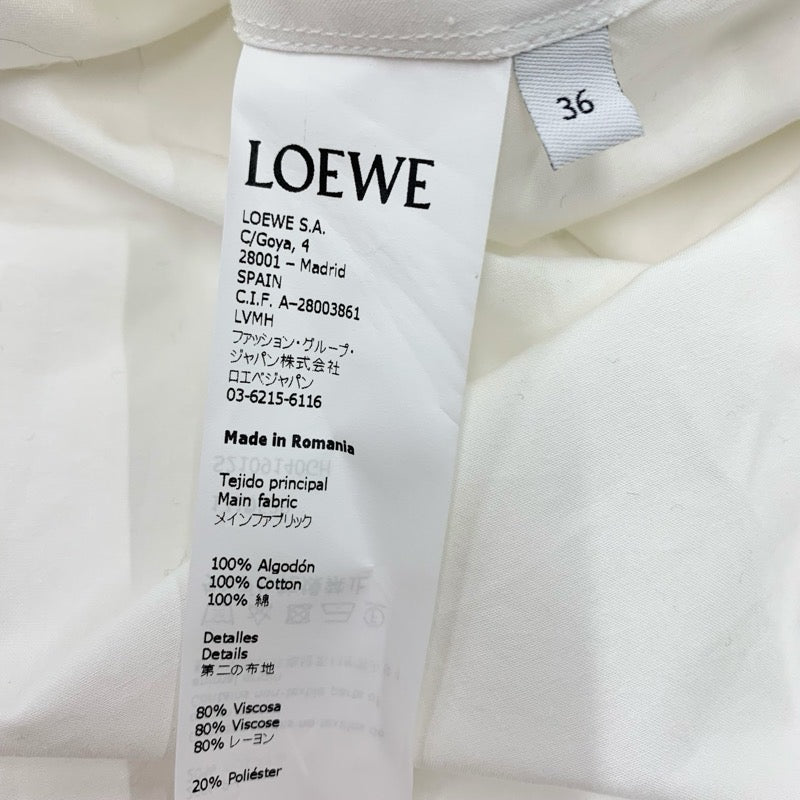 36
LOEWE
LOEWE S.A.
C/Goya, 4
28001 – Madrid
SPAIN
C.I.F. A–28003861
LVMH
ファッション・グループ・
ジャパン株式会社
ロエベジャパン
03-6215-6116
Made in Romania
Tejido principal
Main fabric
メインファブリック
100% Algodón
100% Cotton
100% 綿
Detalles
Details
第二の布地
80% Viscosa
80% Viscose
80% レーヨン
20% Poliéster